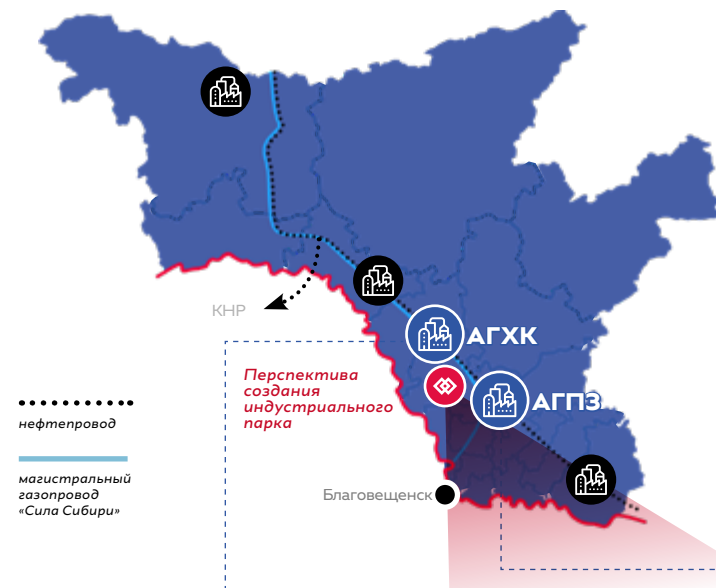 АГХК
КНР
Перспектива
создания
индустриального
парка
АГПЗ
нефтепровод
магистральный
газопровод
«Сила Сибири»
Благовещенск